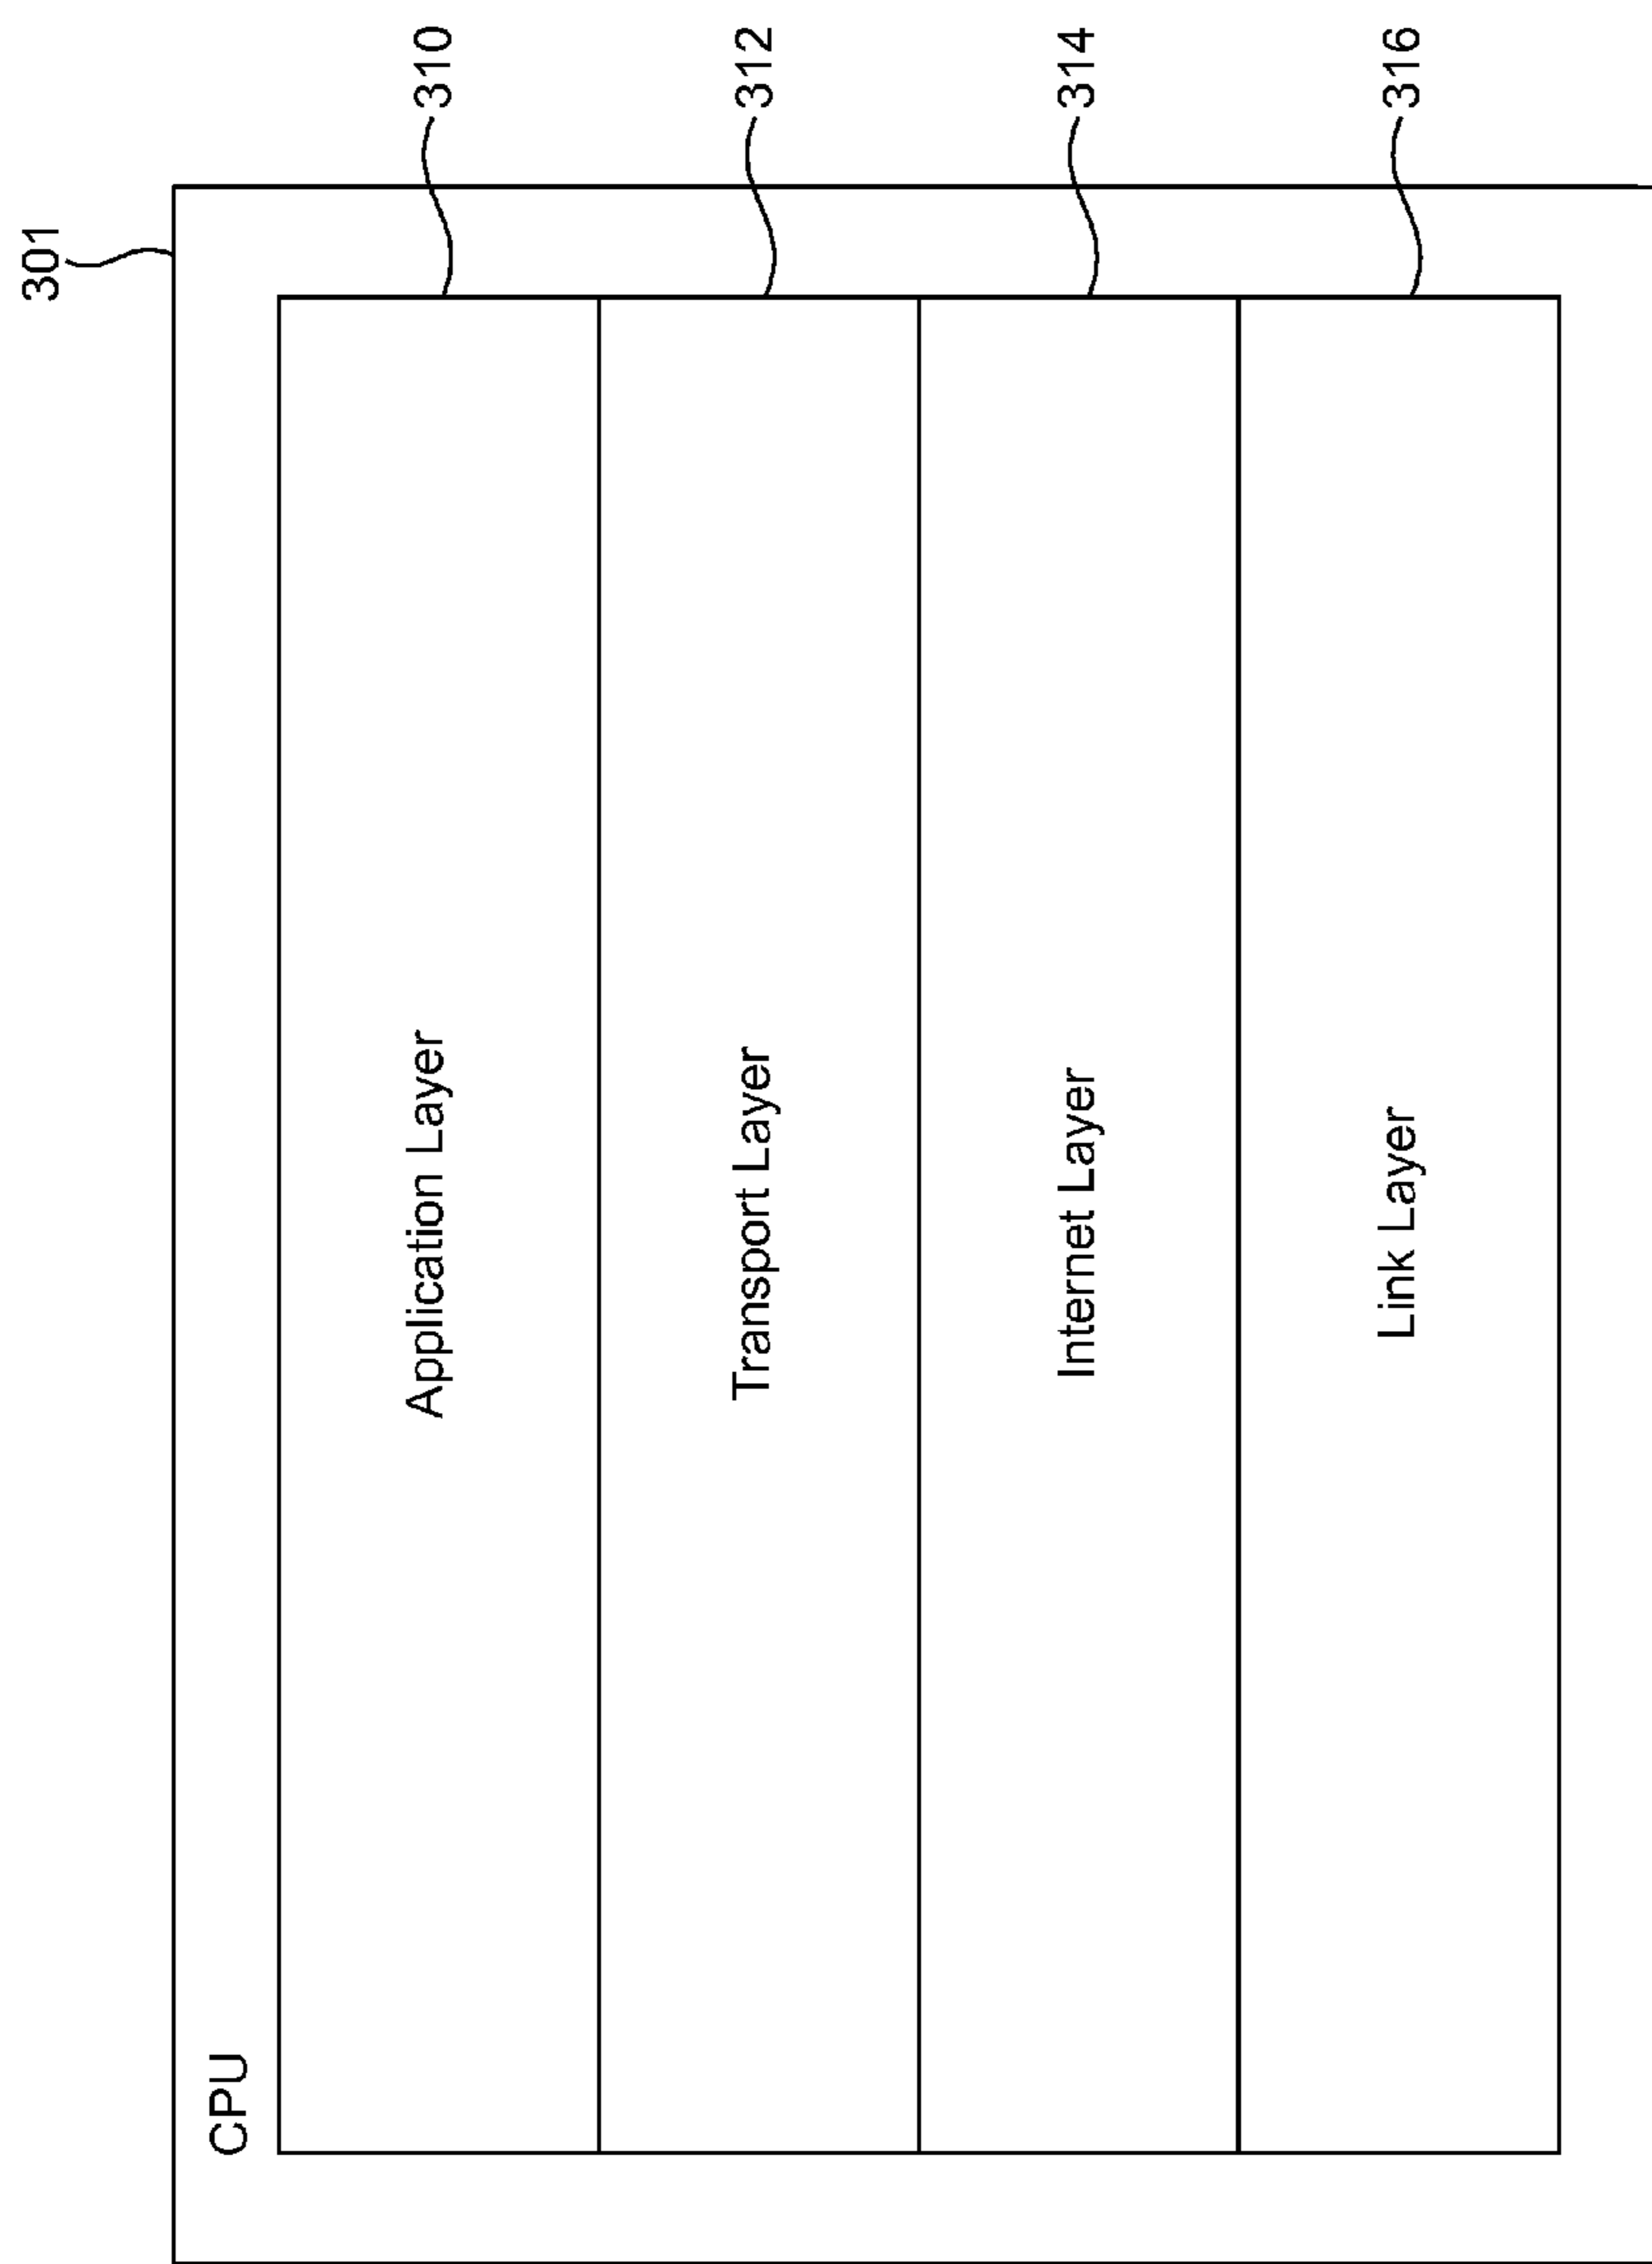 301
CPU
Application Layer
310
Transport Layer
312
Internet Layer
314
Link Layer
316